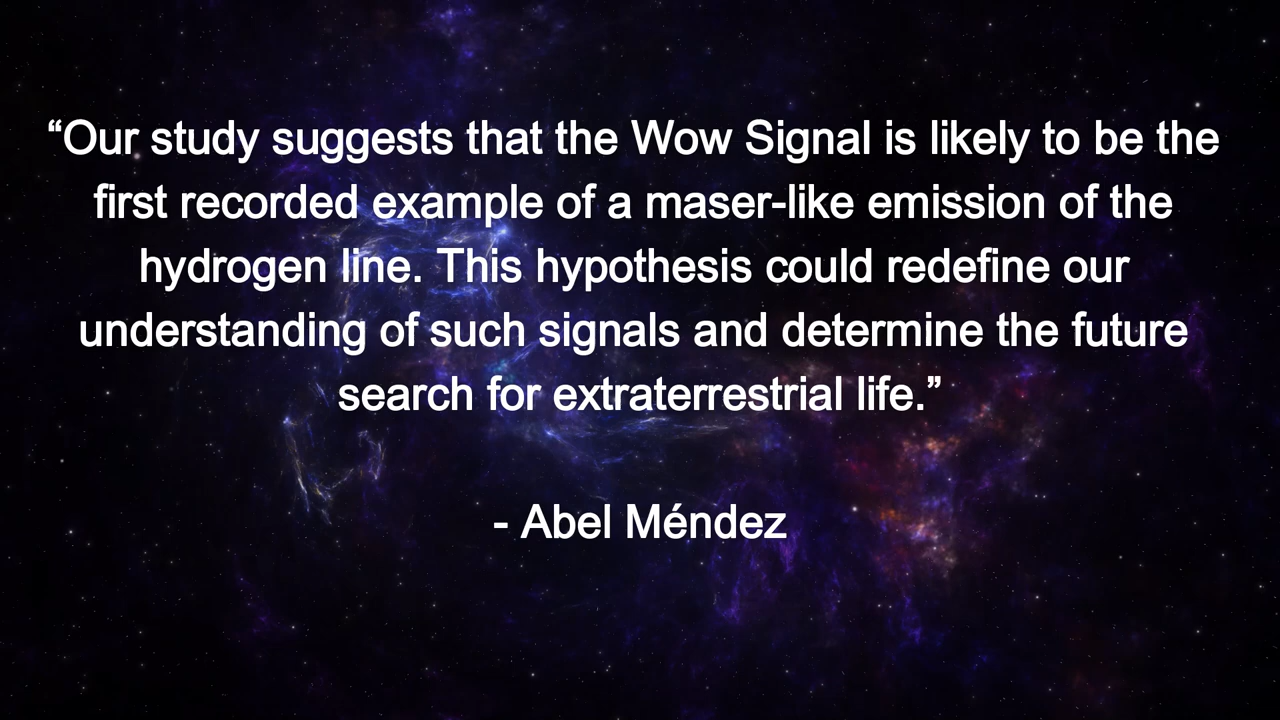 “Our study suggests that the Wow Signal is likely to be the
first recorded example of a maser-like emission of the
hydrogen line. This hypothesis could redefine our
understanding of such signals and determine the future
search for extraterrestrial life.”
- Abel Méndez